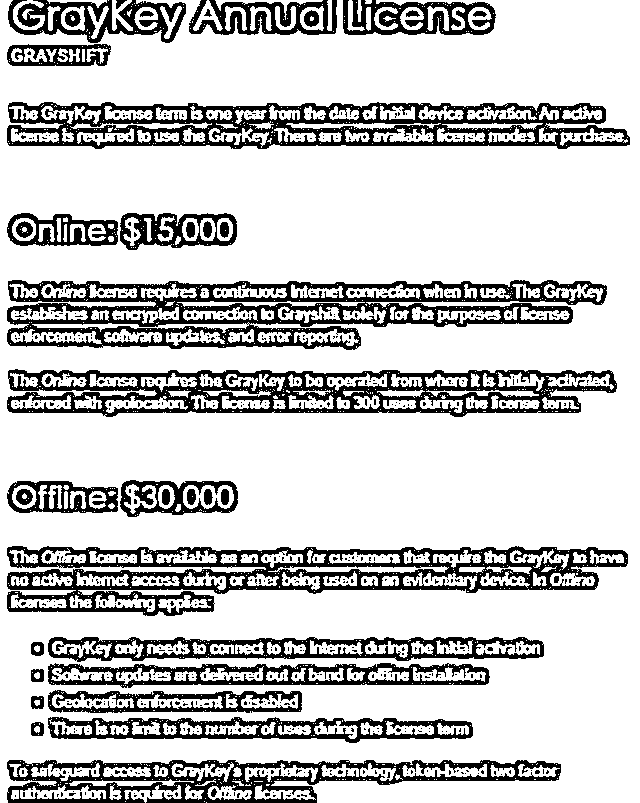 GrayKey Annual License
GRAYSHIFT
The GrayKey license term is one year from the date of initial device activation. An active
license is required to use the GrayKey. There are two available license modes for purchase.
Online: $15,000
The Online license requires a continuous Internet connection when in use. The GrayKey
establishes an encrypted connection to Grayshift solely for the purposes of license
enforcement, software updates, and error reporting.
The Online license requires the GrayKey to be operated from where it is initially activated,
enforced with geolocation. The license is limited to 300 uses during the license term.
Offline: $30,000
The Offline license is available as an option for customers that require the GrayKey to have
no active Internet access during or after being used on an evidentiary device. In Offline
licenses the following applies:
GrayKey only needs to connect to the Internet during the initial activation
Software updates are delivered out of band for offline installation
Geolocation enforcement is disabled
There is no limit to the number of uses during the license term
To safeguard access to GrayKey's proprietary technology, token-based two factor
authentication is required for Offline licenses.